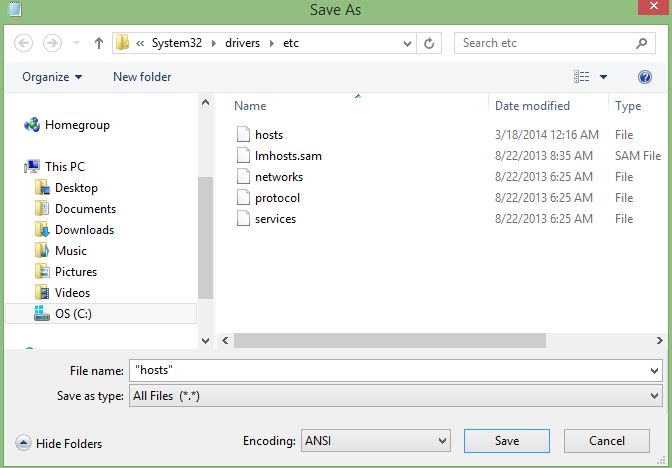 Save As
« System32 ▸ drivers ▸ etc
Search etc
Organize
New folder
Name
Date modified
Type
Homegroup
This PC
Desktop
Documents
Downloads
Music
Pictures
Videos
OS (C:)
hosts 3/18/2014 12:16 AM File
lmhosts.sam 8/22/2013 8:35 AM SAM File
networks 8/22/2013 6:25 AM File
protocol 8/22/2013 6:25 AM File
services 8/22/2013 6:25 AM File
File name: "hosts"
Save as type: All Files (*.*)
Hide Folders
Encoding: ANSI
Save
Cancel